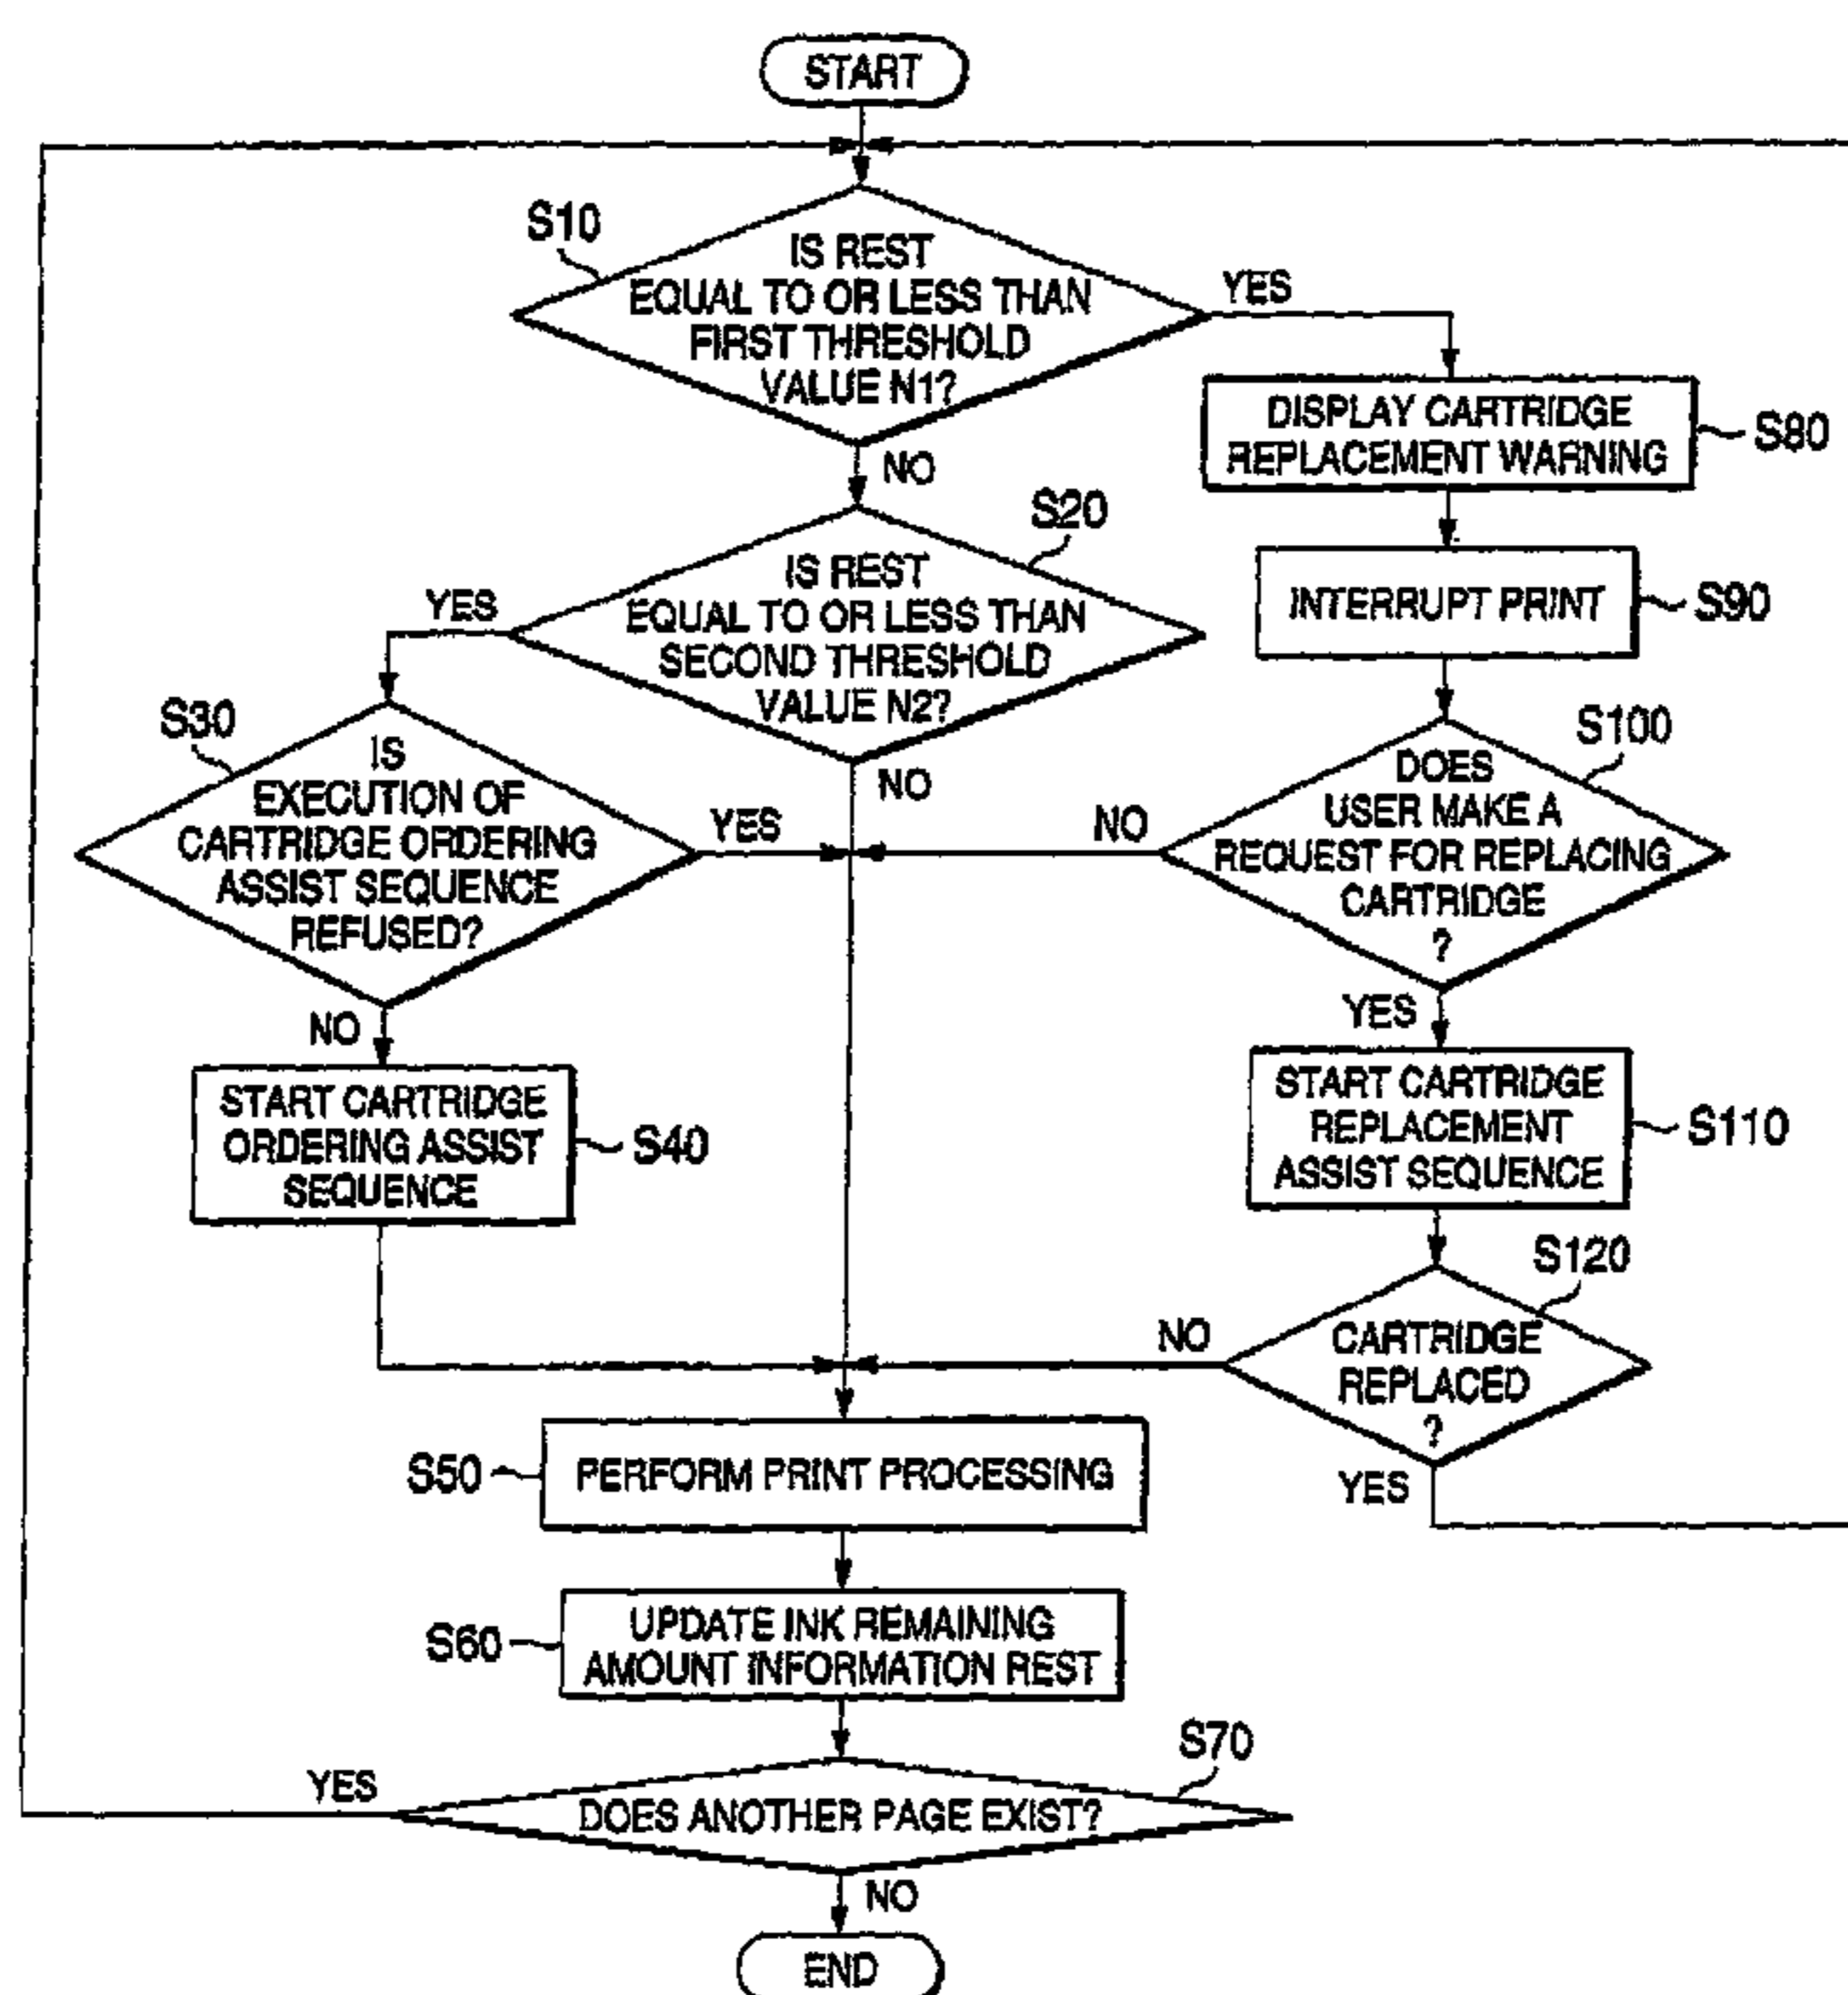 START
S10
IS REST
EQUAL TO OR LESS THAN
FIRST THRESHOLD
VALUE N1?
YES
NO
DISPLAY CARTRIDGE
REPLACEMENT WARNING
S80
S20
IS REST
EQUAL TO OR LESS THAN
SECOND THRESHOLD
VALUE N2?
YES
NO
INTERRUPT PRINT
S90
S30
IS
EXECUTION OF
CARTRIDGE ORDERING
ASSIST SEQUENCE
REFUSED?
YES
NO
S100
DOES
USER MAKE A
REQUEST FOR REPLACING
CARTRIDGE
?
NO
YES
START CARTRIDGE
ORDERING ASSIST
SEQUENCE
S40
START CARTRIDGE
REPLACEMENT
ASSIST SEQUENCE
S110
S120
CARTRIDGE
REPLACED
?
NO
YES
S50
PERFORM PRINT PROCESSING
S60
UPDATE INK REMAINING
AMOUNT INFORMATION REST
S70
DOES ANOTHER PAGE EXIST?
YES
NO
END